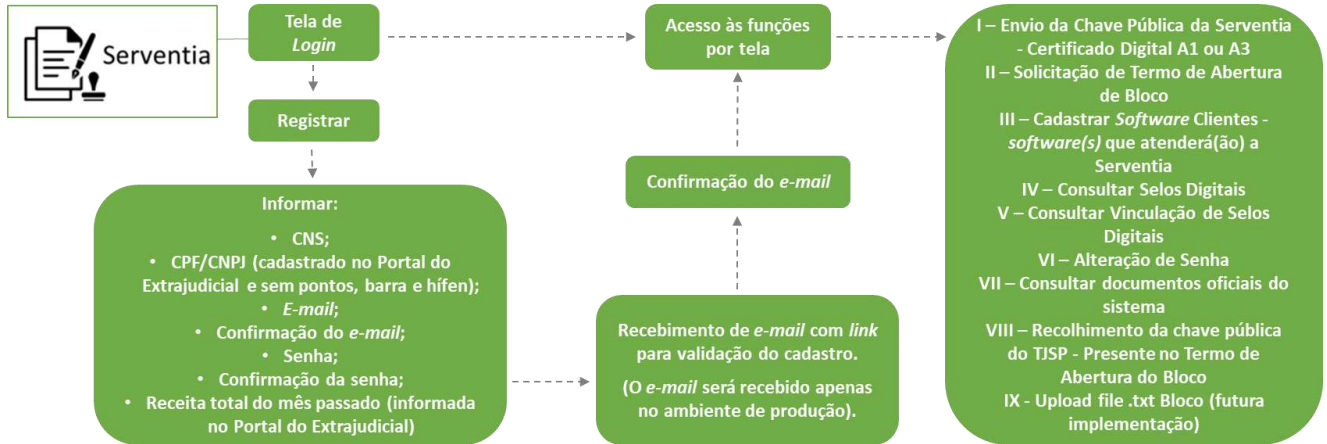 Serventia
Tela de
Login
Registrar
Informar:
• CNS;
• CPF/CNPJ (cadastrado no Portal do
Extrajudicial e sem pontos, barra e hífen);
• E-mail;
• Confirmação do e-mail;
• Senha;
• Confirmação da senha;
• Receita total do mês passado (informada
no Portal do Extrajudicial)
Recebimento de e-mail com link
para validação do cadastro.
(O e-mail será recebido apenas
no ambiente de produção).
Confirmação do e-mail
Acesso às funções
por tela
I – Envio da Chave Pública da Serventia
- Certificado Digital A1 ou A3
II – Solicitação de Termo de Abertura
de Bloco
III – Cadastrar Software Clientes -
software(s) que atenderá(ão) a
Serventia
IV – Consultar Selos Digitais
V – Consultar Vinculação de Selos
Digitais
VI – Alteração de Senha
VII – Consultar documentos oficiais do
sistema
VIII – Recolhimento da chave pública
do TJSP - Presente no Termo de
Abertura do Bloco
IX - Upload file .txt Bloco (futura
implementação)